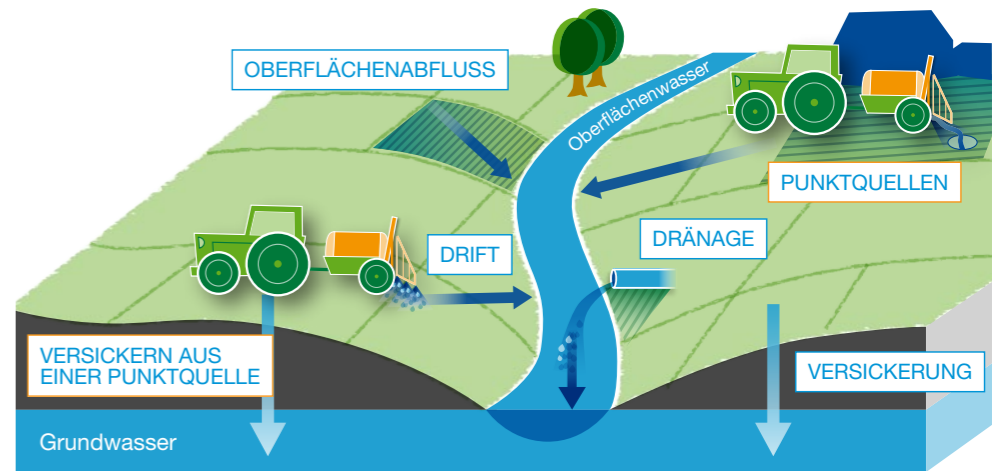 OBERFLÄCHENABFLUSS
Oberflächenwasser
PUNKTQUELLEN
DRIFT
DRÄNAGE
VERSICKERN AUS
EINER PUNKTQUELLE
VERSICKERUNG
Grundwasser